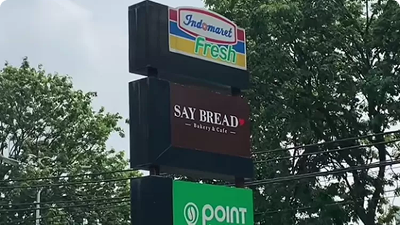 Indomaret
Fresh
SAY BREAD
Bakery & Cafe
POINT